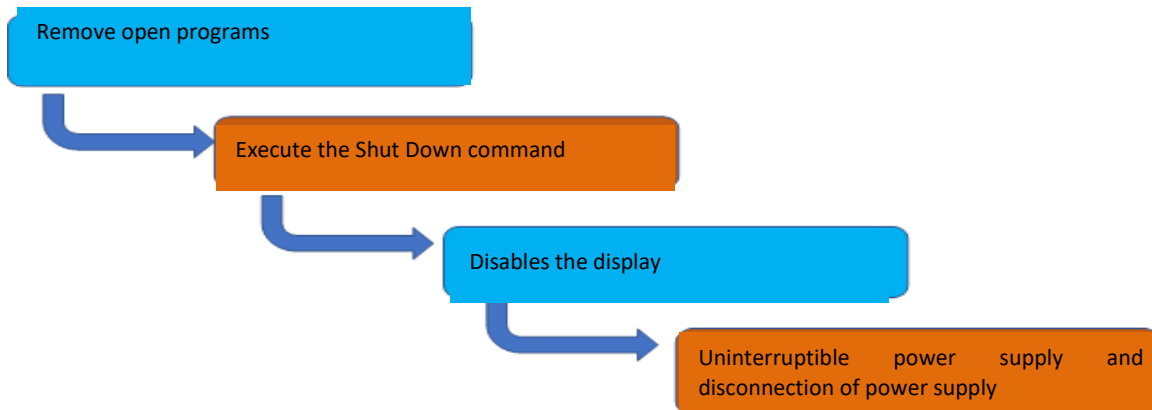 Remove open programs
Execute the Shut Down command
Disables the display
Uninterruptible power supply and
disconnection of power supply